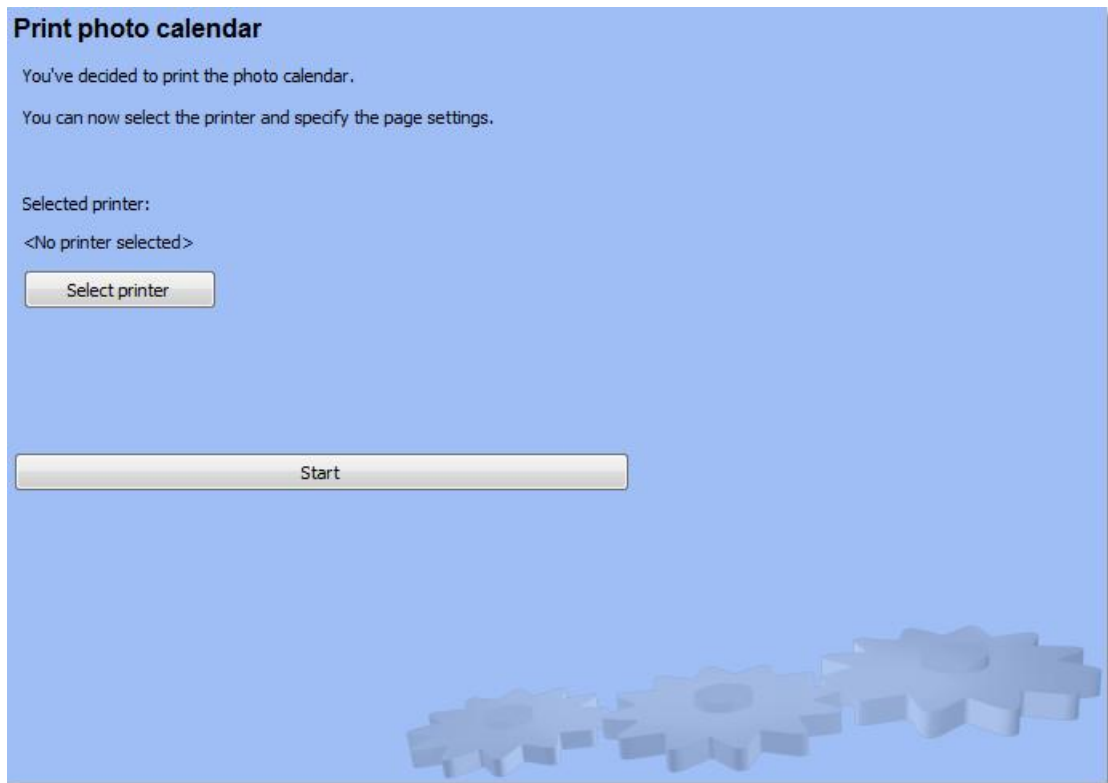 Print photo calendar
You've decided to print the photo calendar.
You can now select the printer and specify the page settings.
Selected printer:
<No printer selected>
Select printer
Start